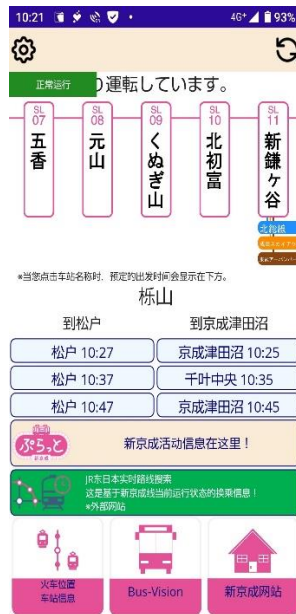 10:21
4G+ 93%
正常运行
り運転しています。
SL 07
五香
SL 08
元山
SL 09
くぬぎ山
SL 10
北初富
SL 11
新鎌ヶ谷
北総線
*当您点击车站名称时,预定的出发时间会显示在下方。
栎山
到松户
到京成津田沼
松户 10:27
京成津田沼 10:25
松户 10:37
千叶中央 10:35
松户 10:47
京成津田沼 10:45
ぷらっと
新京成活动信息在这里!
JR东日本实时路线搜索
这是基于新京成线当前运行状态的换乘信息!
*外部网站
火车位置
车站信息
Bus-Vision
新京成网站